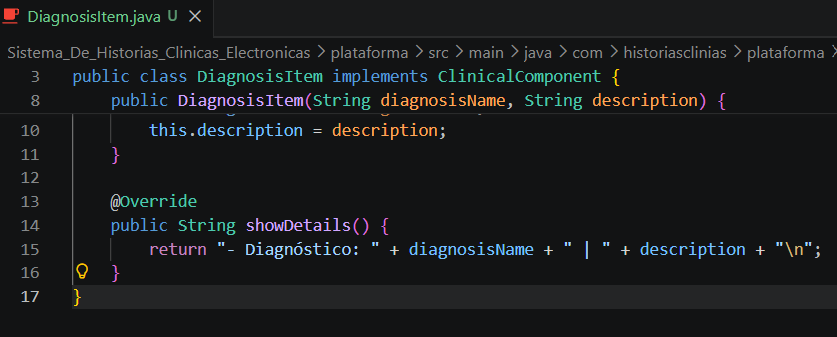 DiagnosisItem.java U
Sistema_De_Historias_Clinicas_Electronicas > plataforma > src > main > java > com > historiasclinias > plataforma >
3 public class DiagnosisItem implements ClinicalComponent {
8 public DiagnosisItem(String diagnosisName, String description) {
10 this.description = description;
11 }
12
13 @Override
14 public String showDetails() {
15 return "- Diagnóstico: " + diagnosisName + " | " + description + "\n";
16 }
17 }